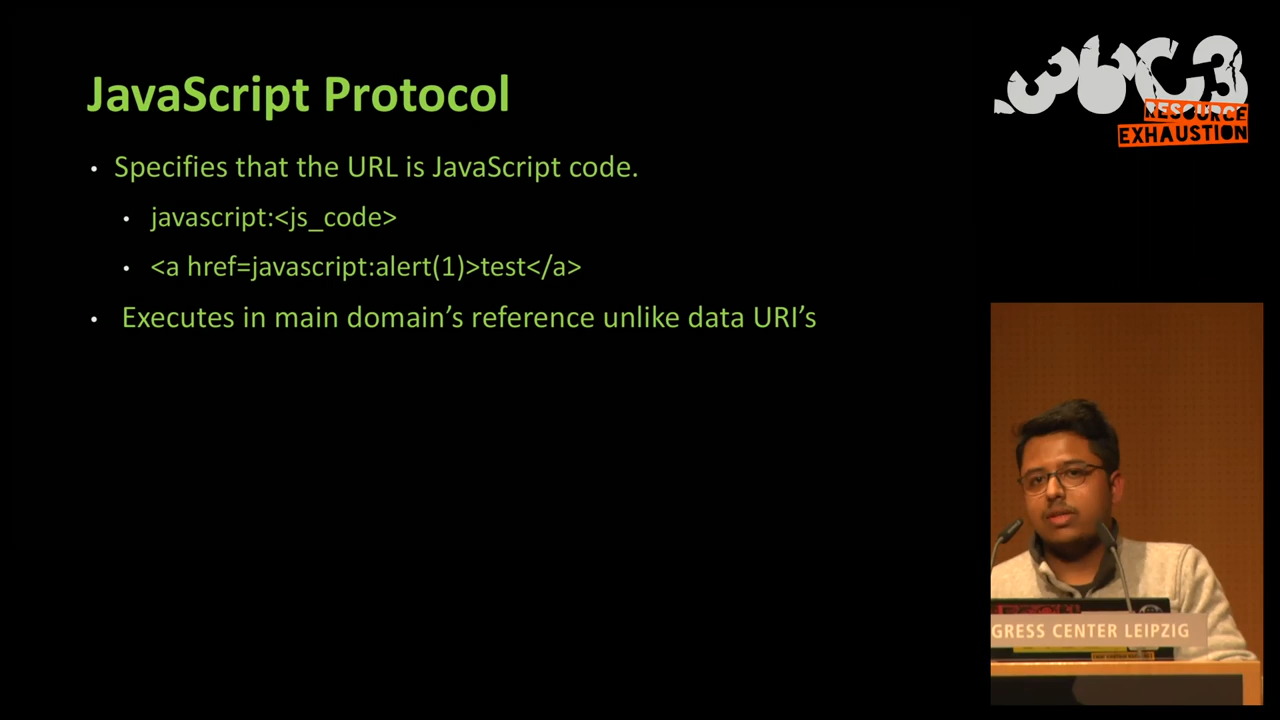 JavaScript Protocol
• Specifies that the URL is JavaScript code.
• javascript:<js_code>
• <a href=javascript:alert(1)>test</a>
• Executes in main domain’s reference unlike data URI’s
36C3
RESOURCE
EXHAUSTION
GRESS CENTER LEIPZIG